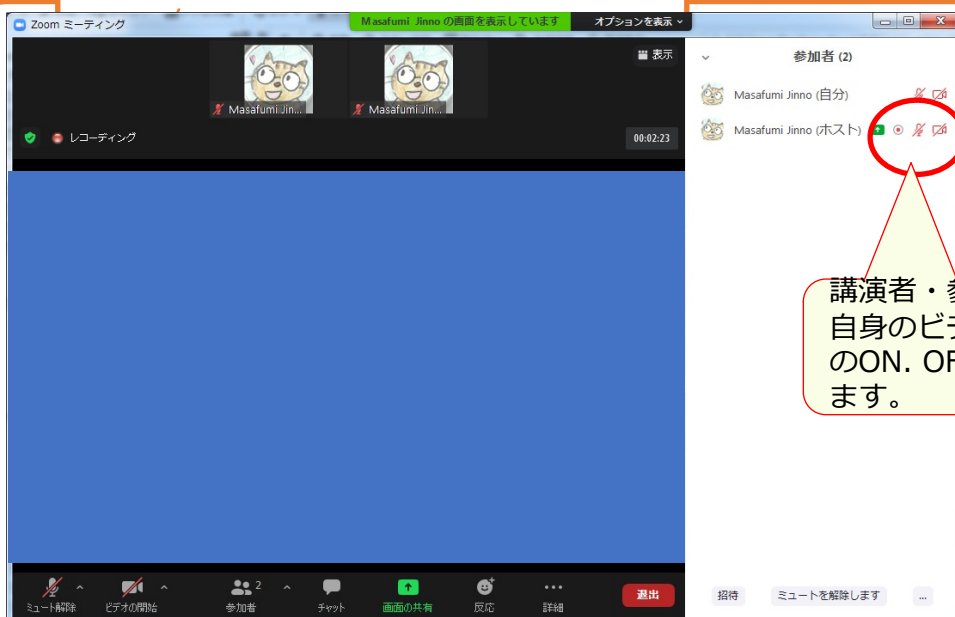 Zoom ミーティング
Masafumi Jinno の画面を表示しています
オプションを表示
表示
Masafumi Jin...
Masafumi Jin...
レコーディング
00:02:23
参加者 (2)
Masafumi Jinno (自分)
Masafumi Jinno (ホスト)
講演者・参
自身のビデ
のON. OF
ます。
ミュート解除
ビデオの開始
2
参加者
チャット
画面の共有
反応
詳細
退出
招待
ミュートを解除します
...